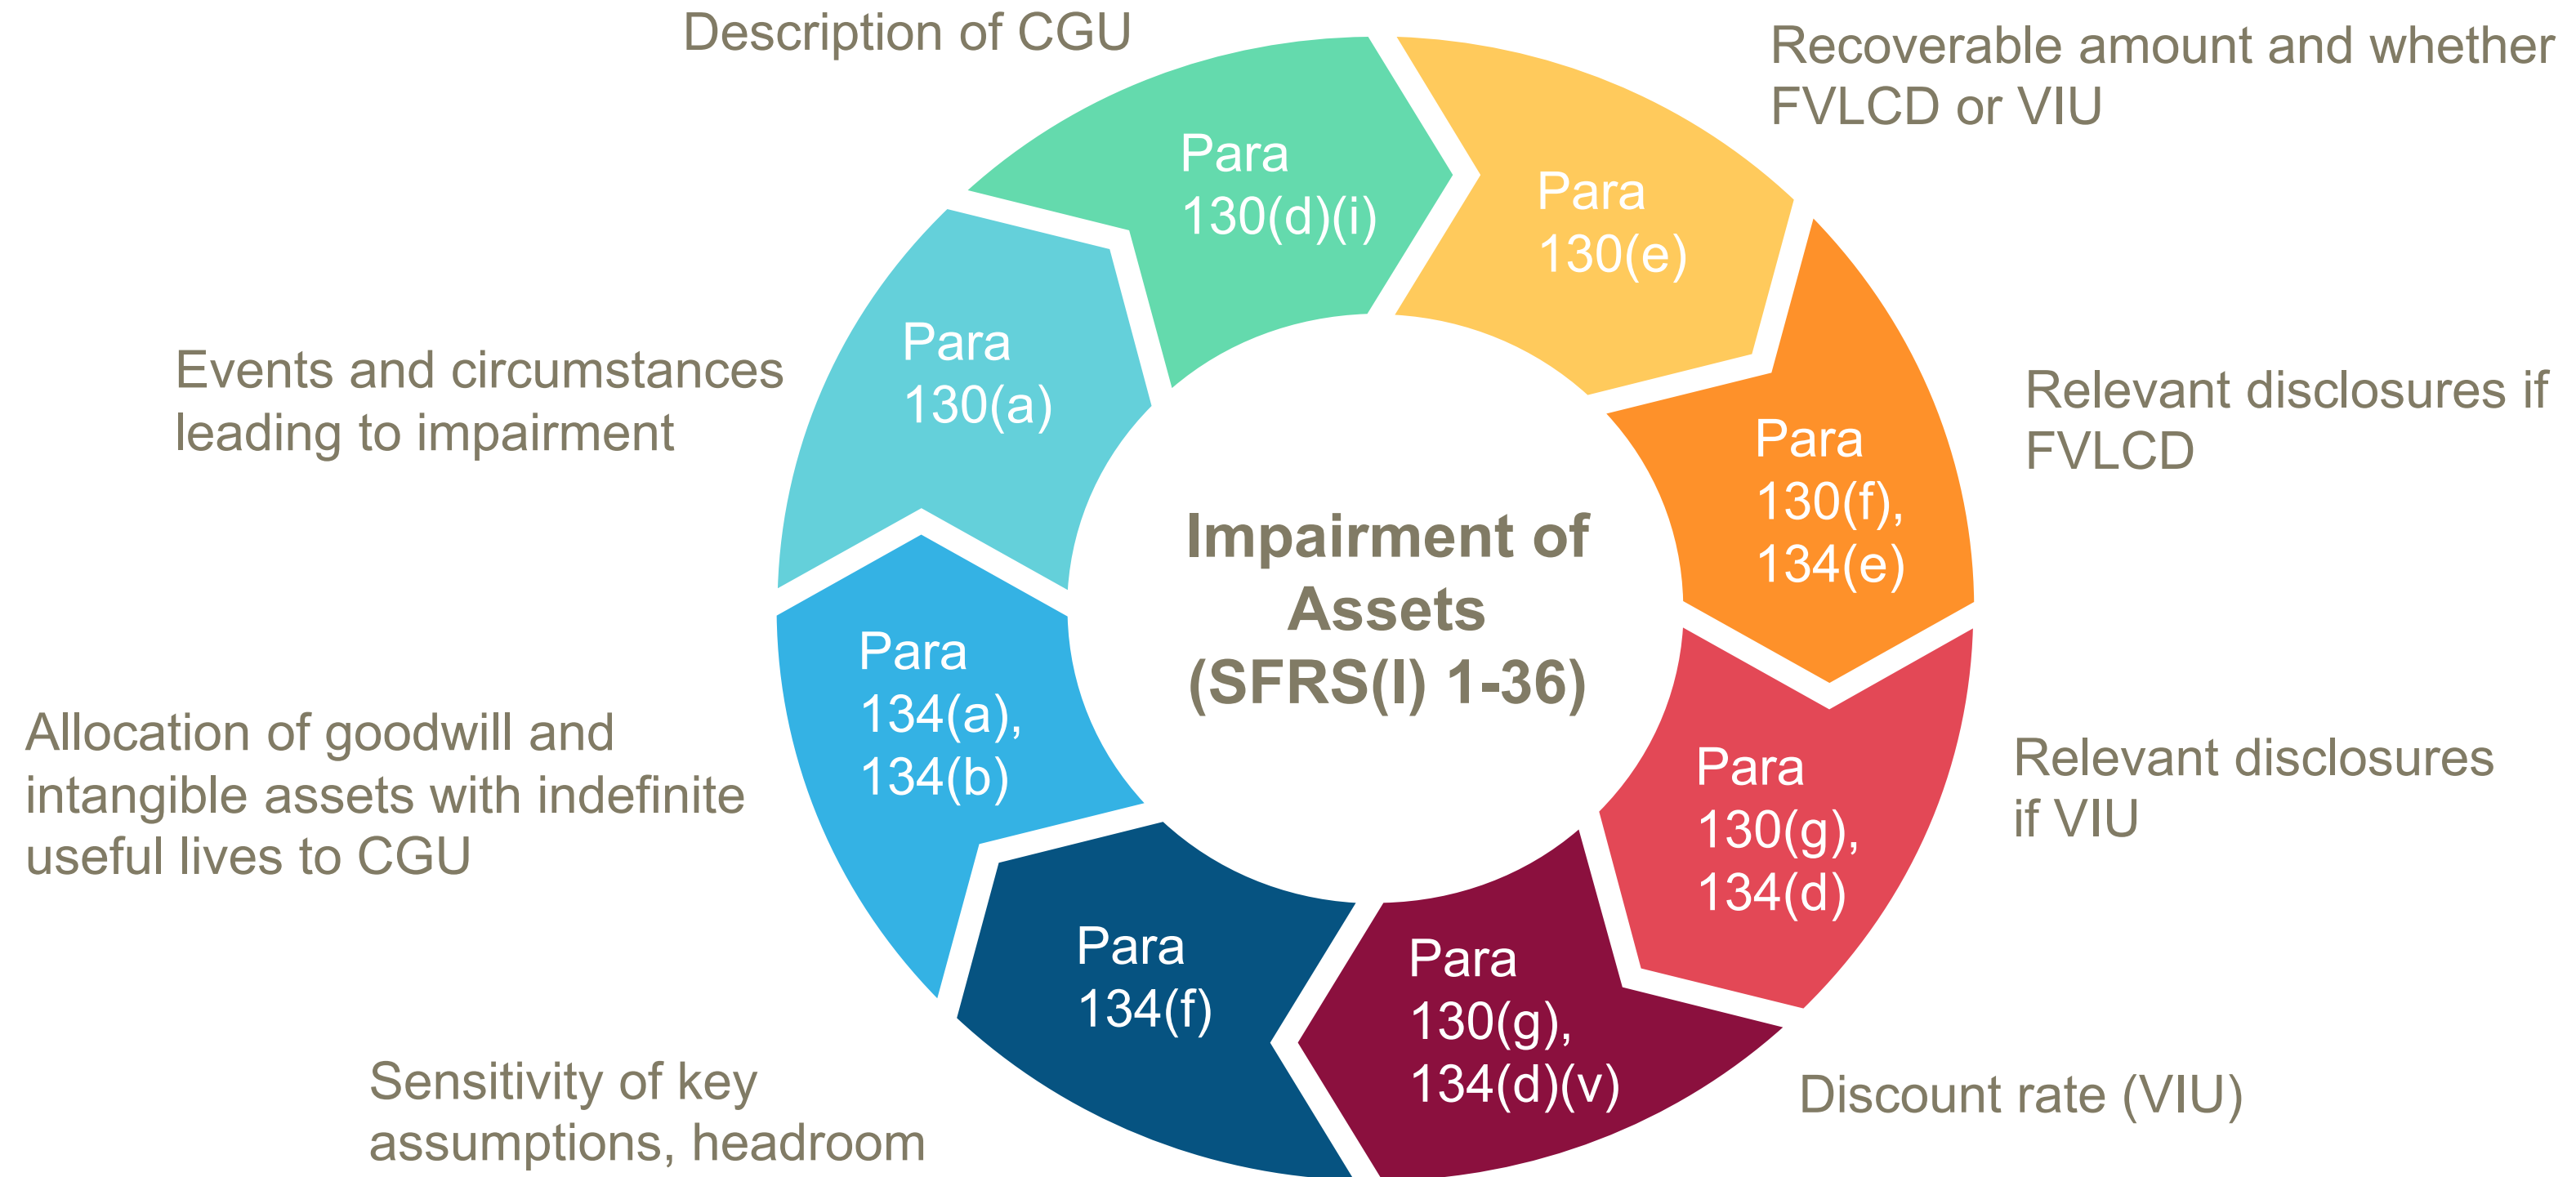 Description of CGU
Para
130(d)(i)
Recoverable amount and whether
FVLCD or VIU
Para
130(e)
Relevant disclosures if
FVLCD
Para
130(f),
134(e)
Relevant disclosures
if VIU
Para
130(g),
134(d)
Discount rate (VIU)
Para
130(g),
134(d)(v)
Sensitivity of key
assumptions, headroom
Para
134(f)
Allocation of goodwill and
intangible assets with indefinite
useful lives to CGU
Para
134(a),
134(b)
Events and circumstances
leading to impairment
Para
130(a)
Impairment of
Assets
(SFRS(I) 1-36)